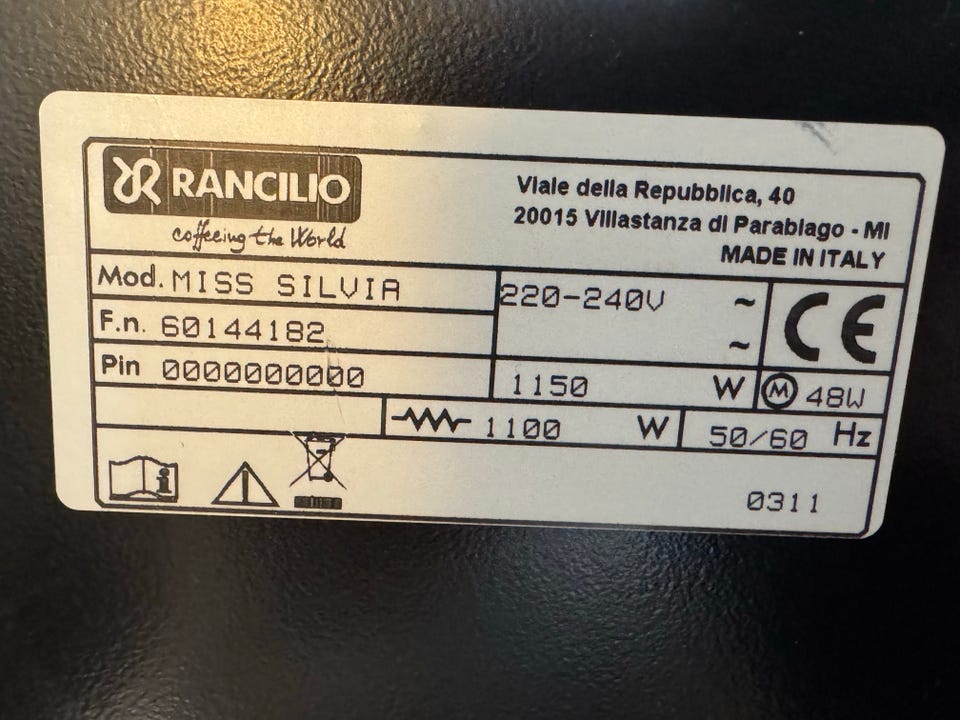 RANCILIO
coffeeing the World
Viale della Repubblica, 40
20015 Villastanza di Parabiago - MI
MADE IN ITALY
Mod. MISS SILVIA
220-240V ~
~
CE
F.n. 60144182
Pin 0000000000
1150 W
M 48W
1100 W
50/60 Hz
i
0311